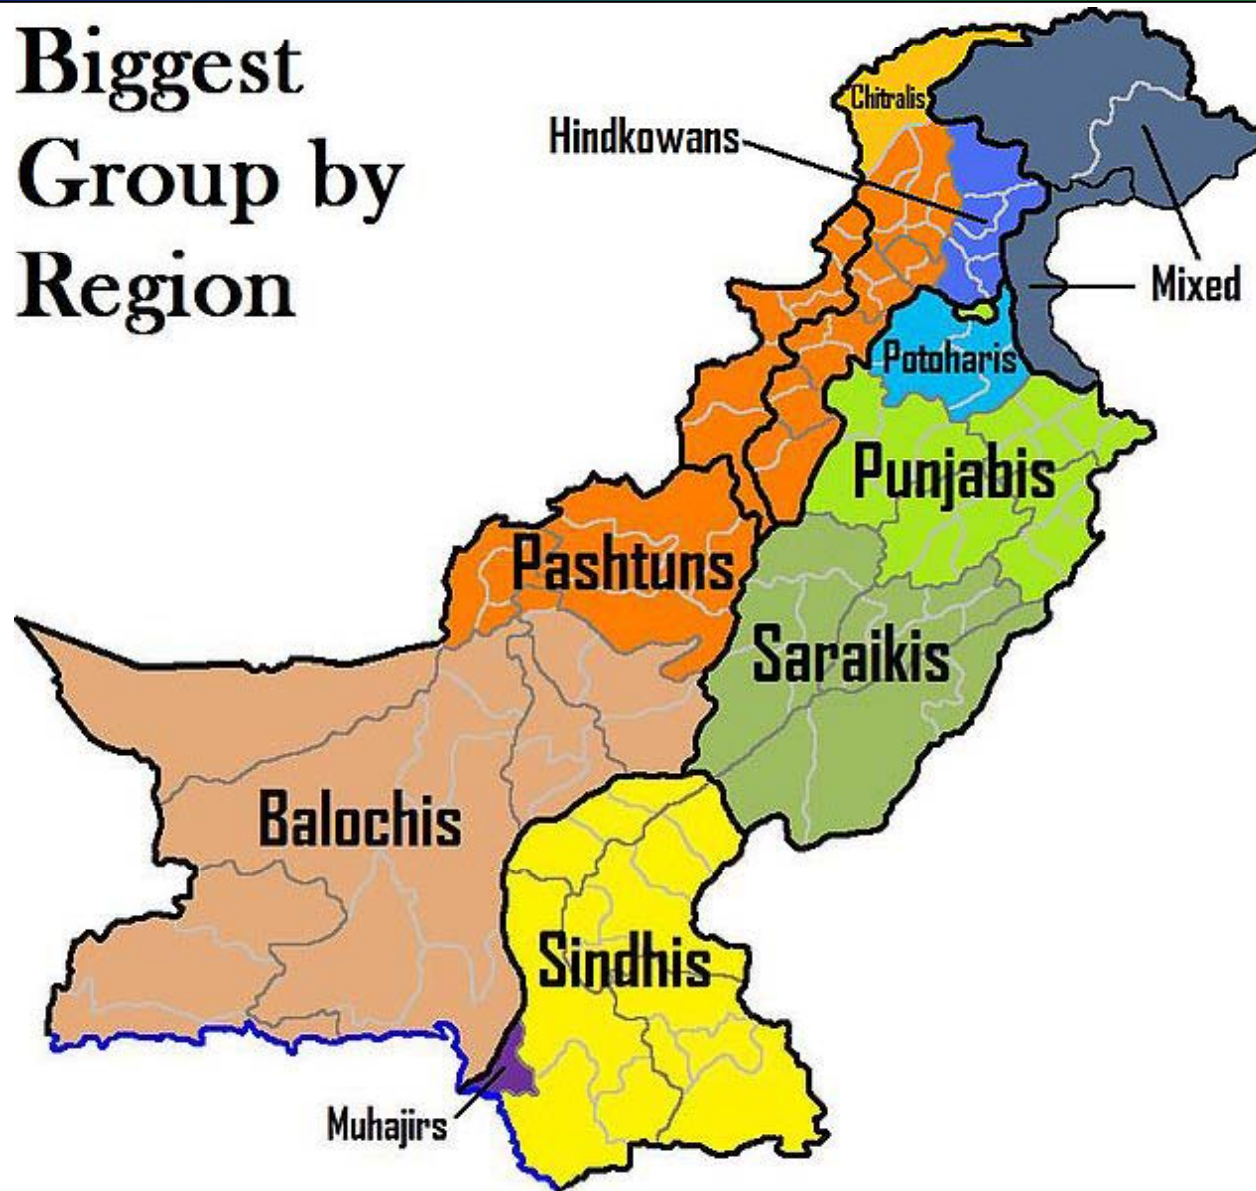 Biggest
Group by
Region
Chitralis
Hindkowans
Mixed
Potoharis
Punjabis
Pashtuns
Saraikis
Balochis
Sindhis
Muhajirs